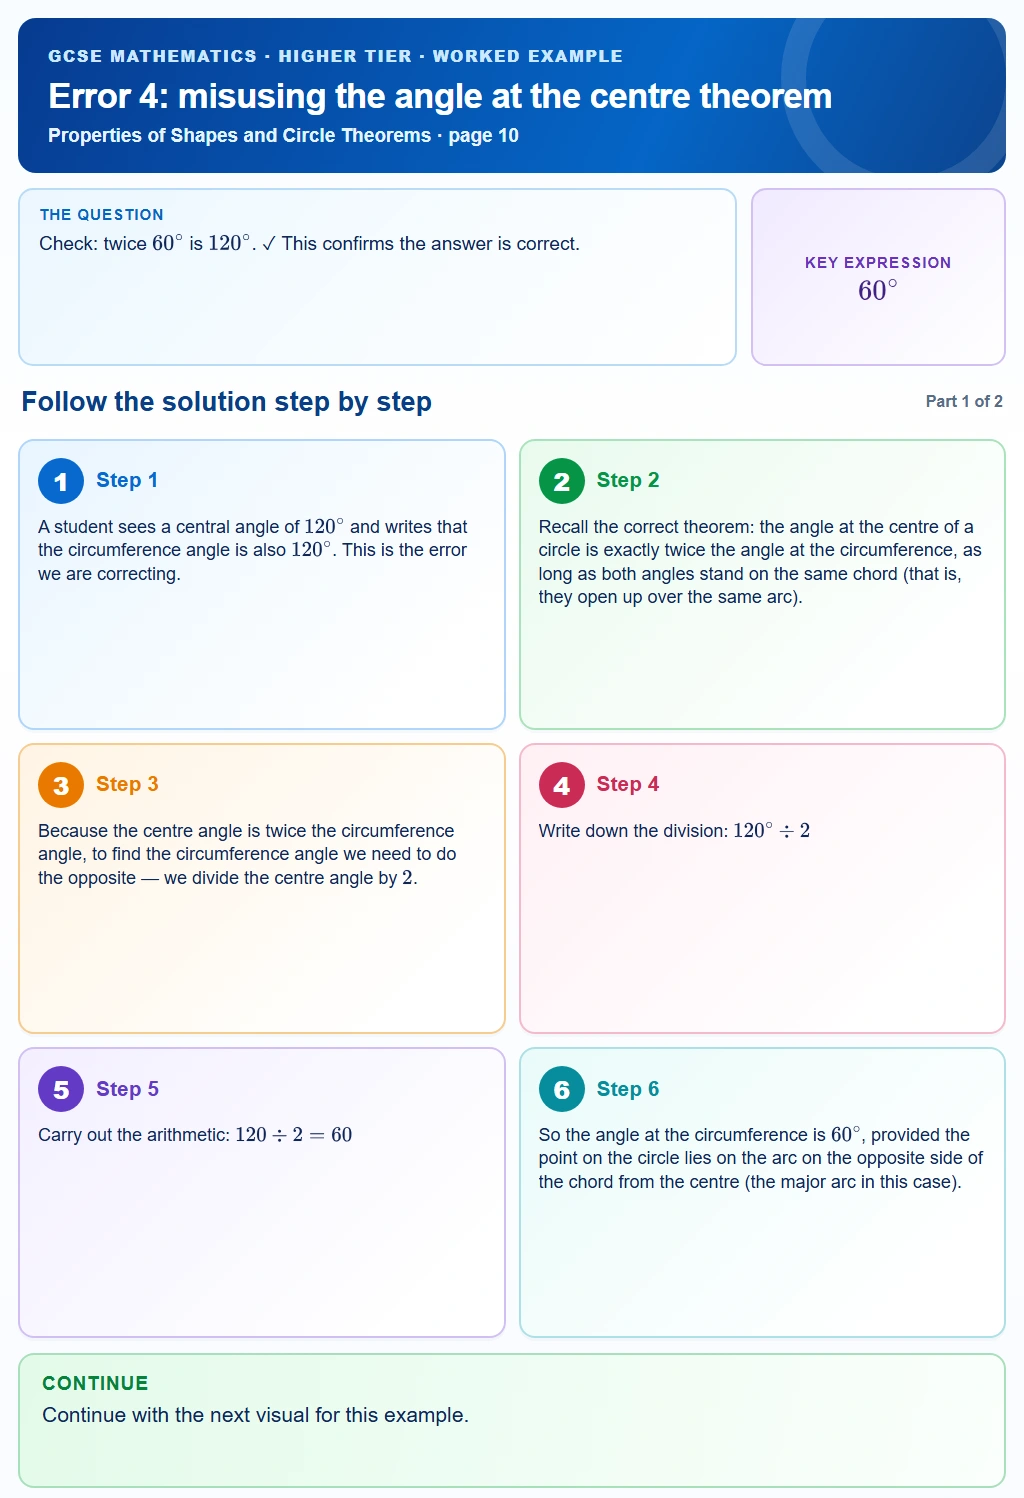 GCSE MATHEMATICS · HIGHER TIER · WORKED EXAMPLE
Error 4: misusing the angle at the centre theorem
Properties of Shapes and Circle Theorems · page 10
THE QUESTION
Check: twice 60° is 120°. ✓ This confirms the answer is correct.
KEY EXPRESSION
60°
Follow the solution step by step
Part 1 of 2
1 Step 1
A student sees a central angle of 120° and writes that
the circumference angle is also 120°. This is the error
we are correcting.
2 Step 2
Recall the correct theorem: the angle at the centre of a
circle is exactly twice the angle at the circumference, as
long as both angles stand on the same chord (that is,
they open up over the same arc).
3 Step 3
Because the centre angle is twice the circumference
angle, to find the circumference angle we need to do
the opposite — we divide the centre angle by 2.
4 Step 4
Write down the division: 120° ÷ 2
5 Step 5
Carry out the arithmetic: 120 ÷ 2 = 60
6 Step 6
So the angle at the circumference is 60°, provided the
point on the circle lies on the arc on the opposite side of
the chord from the centre (the major arc in this case).
CONTINUE
Continue with the next visual for this example.